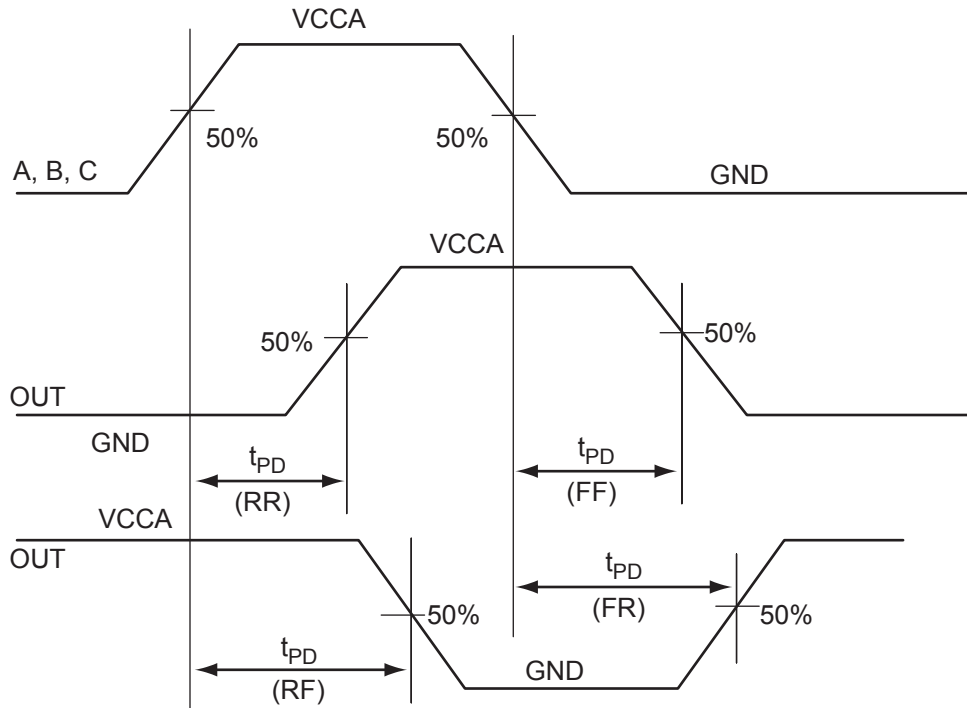 VCCA
50%
50%
A, B, C
GND
VCCA
50%
50%
OUT
GND
tPD
(RR)
tPD
(FF)
VCCA
OUT
tPD
(FR)
50%
50%
tPD
(RF)
GND